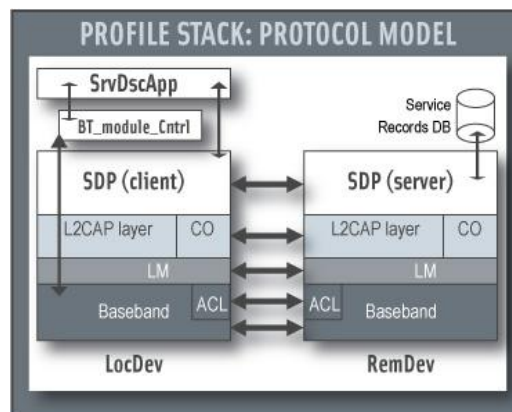 PROFILE STACK: PROTOCOL MODEL
SrvDscApp
BT_module_Cntrl
Service
Records DB
SDP (client)
SDP (server)
L2CAP layer
CO
L2CAP layer
CO
LM
LM
Baseband
ACL
ACL
Baseband
LocDev
RemDev